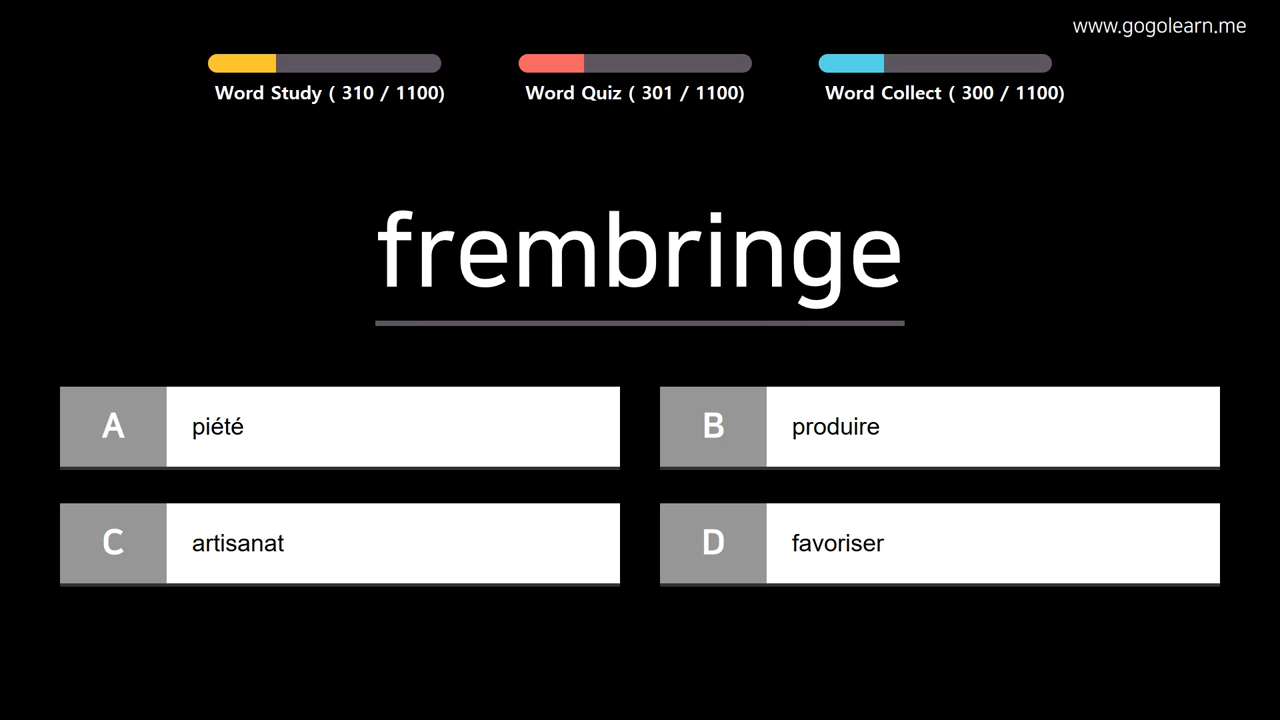 www.gogolearn.me
Word Study ( 310 / 1100)
Word Quiz ( 301 / 1100)
Word Collect ( 300 / 1100)
frembringe
A
piété
B
produire
C
artisanat
D
favoriser